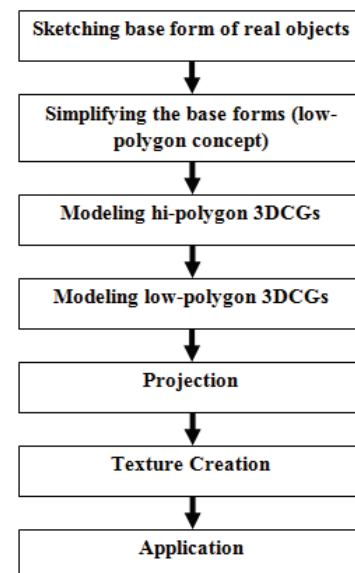 Sketching base form of real objects
Simplifying the base forms (low-
polygon concept)
Modeling hi-polygon 3DCGs
Modeling low-polygon 3DCGs
Projection
Texture Creation
Application